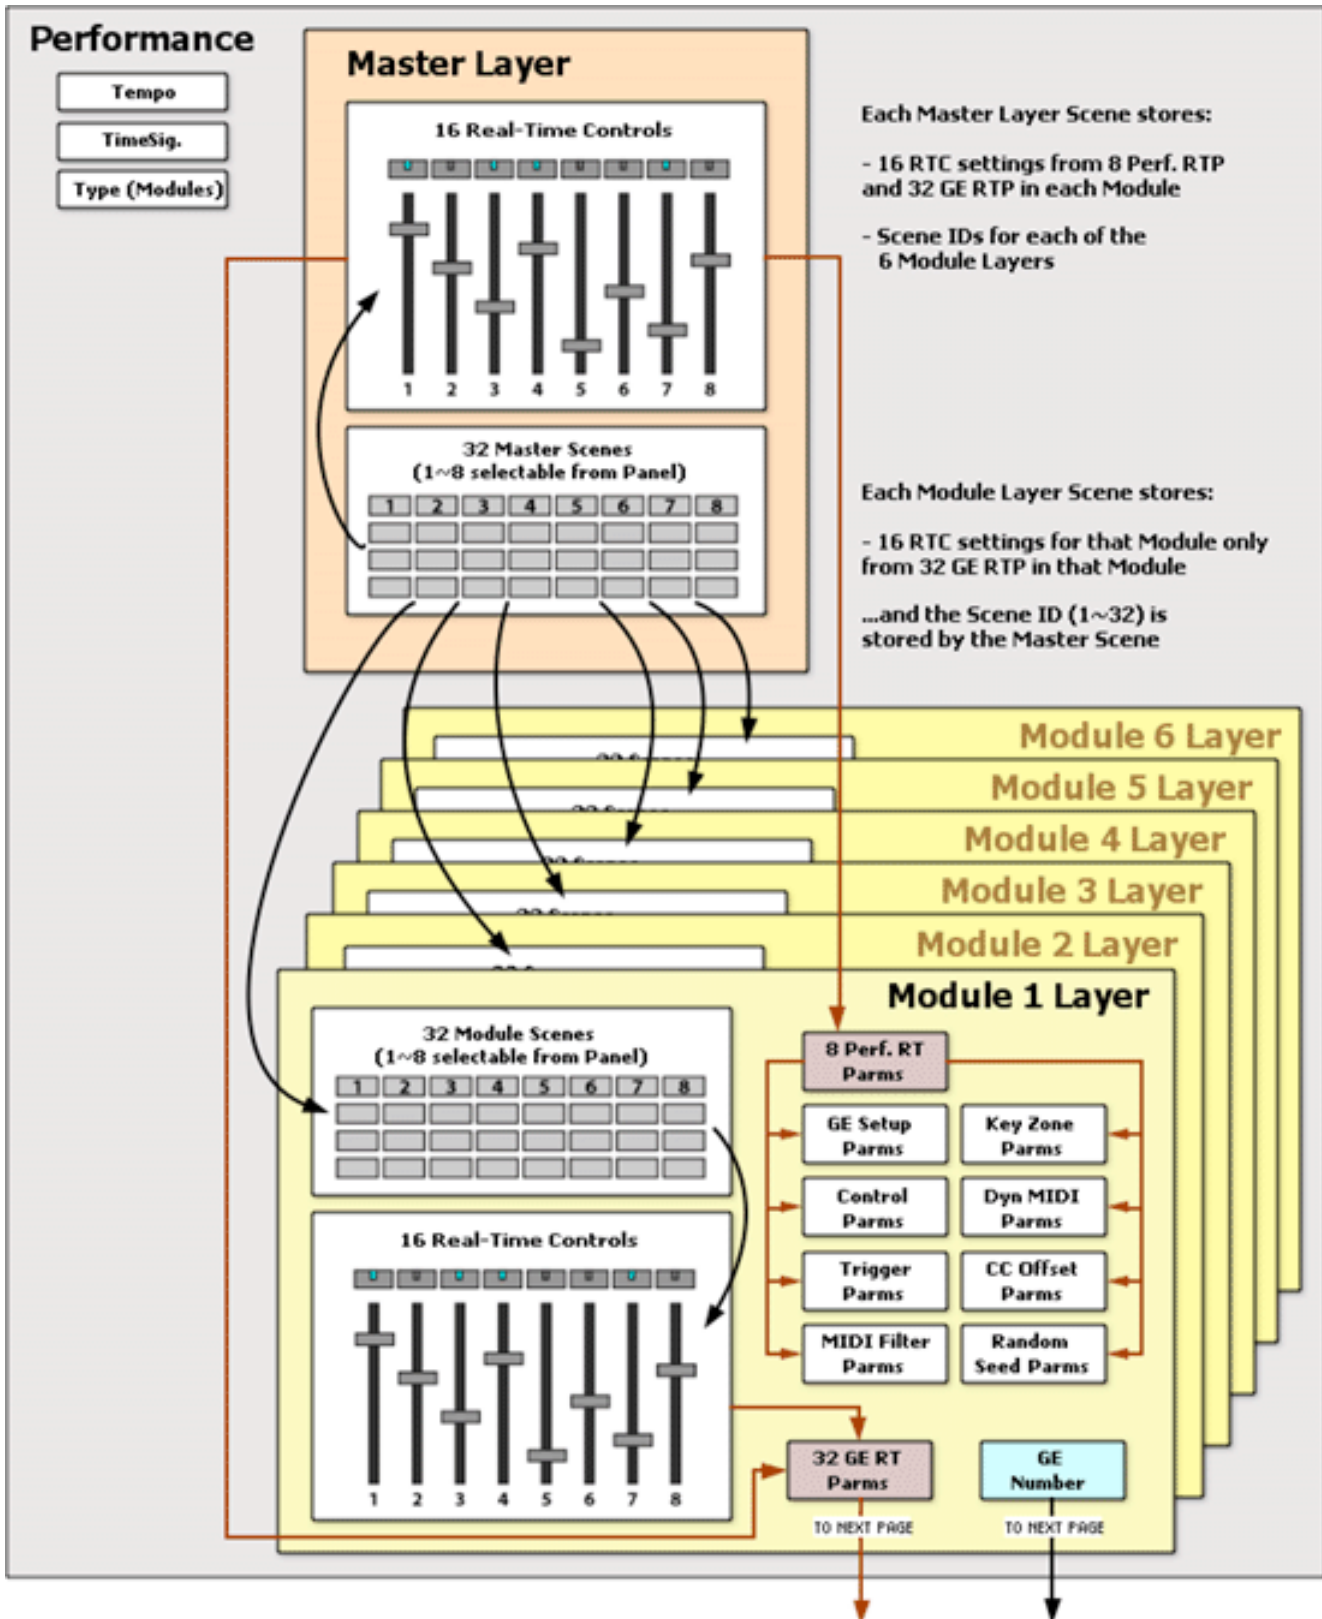 Performance
Tempo
TimeSig.
Type (Modules)
Master Layer
16 Real-Time Controls
1 2 3 4 5 6 7 8
32 Master Scenes
(1~8 selectable from Panel)
1 2 3 4 5 6 7 8
Each Master Layer Scene stores:
- 16 RTC settings from 8 Perf. RTP
and 32 GE RTP in each Module
- Scene IDs for each of the
6 Module Layers
Each Module Layer Scene stores:
- 16 RTC settings for that Module only
from 32 GE RTP in that Module
...and the Scene ID (1~32) is
stored by the Master Scene
Module 6 Layer
Module 5 Layer
Module 4 Layer
Module 3 Layer
Module 2 Layer
Module 1 Layer
32 Module Scenes
(1~8 selectable from Panel)
1 2 3 4 5 6 7 8
16 Real-Time Controls
1 2 3 4 5 6 7 8
8 Perf. RT
Parms
GE Setup
Parms
Key Zone
Parms
Control
Parms
Dyn MIDI
Parms
Trigger
Parms
CC Offset
Parms
MIDI Filter
Parms
Random
Seed Parms
32 GE RT
Parms
GE
Number
TO NEXT PAGE
TO NEXT PAGE